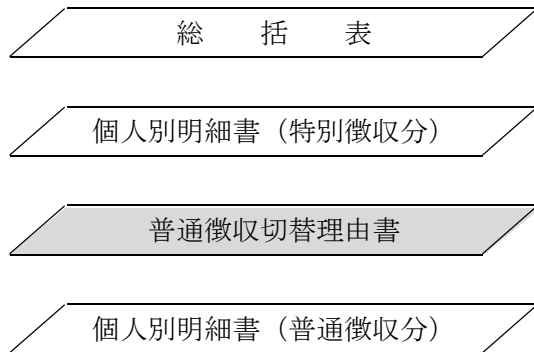 総　括　表
個人別明細書（特別徴収分）
普通徴収切替理由書
個人別明細書（普通徴収分）